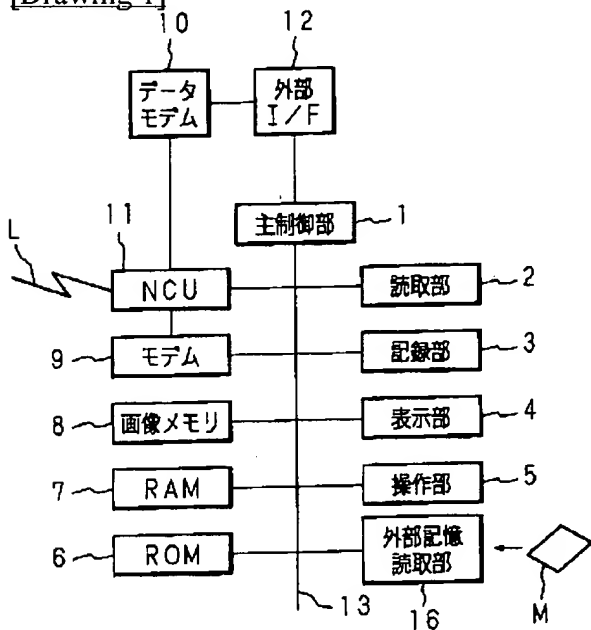 [Drawing 1]
10
12
データ
モデム
外部
I/F
11
L
主制御部
1
NCU
読取部
2
9
モデム
記録部
3
8
画像メモリ
表示部
4
7
RAM
操作部
5
6
ROM
外部記憶
読取部
13
16
M